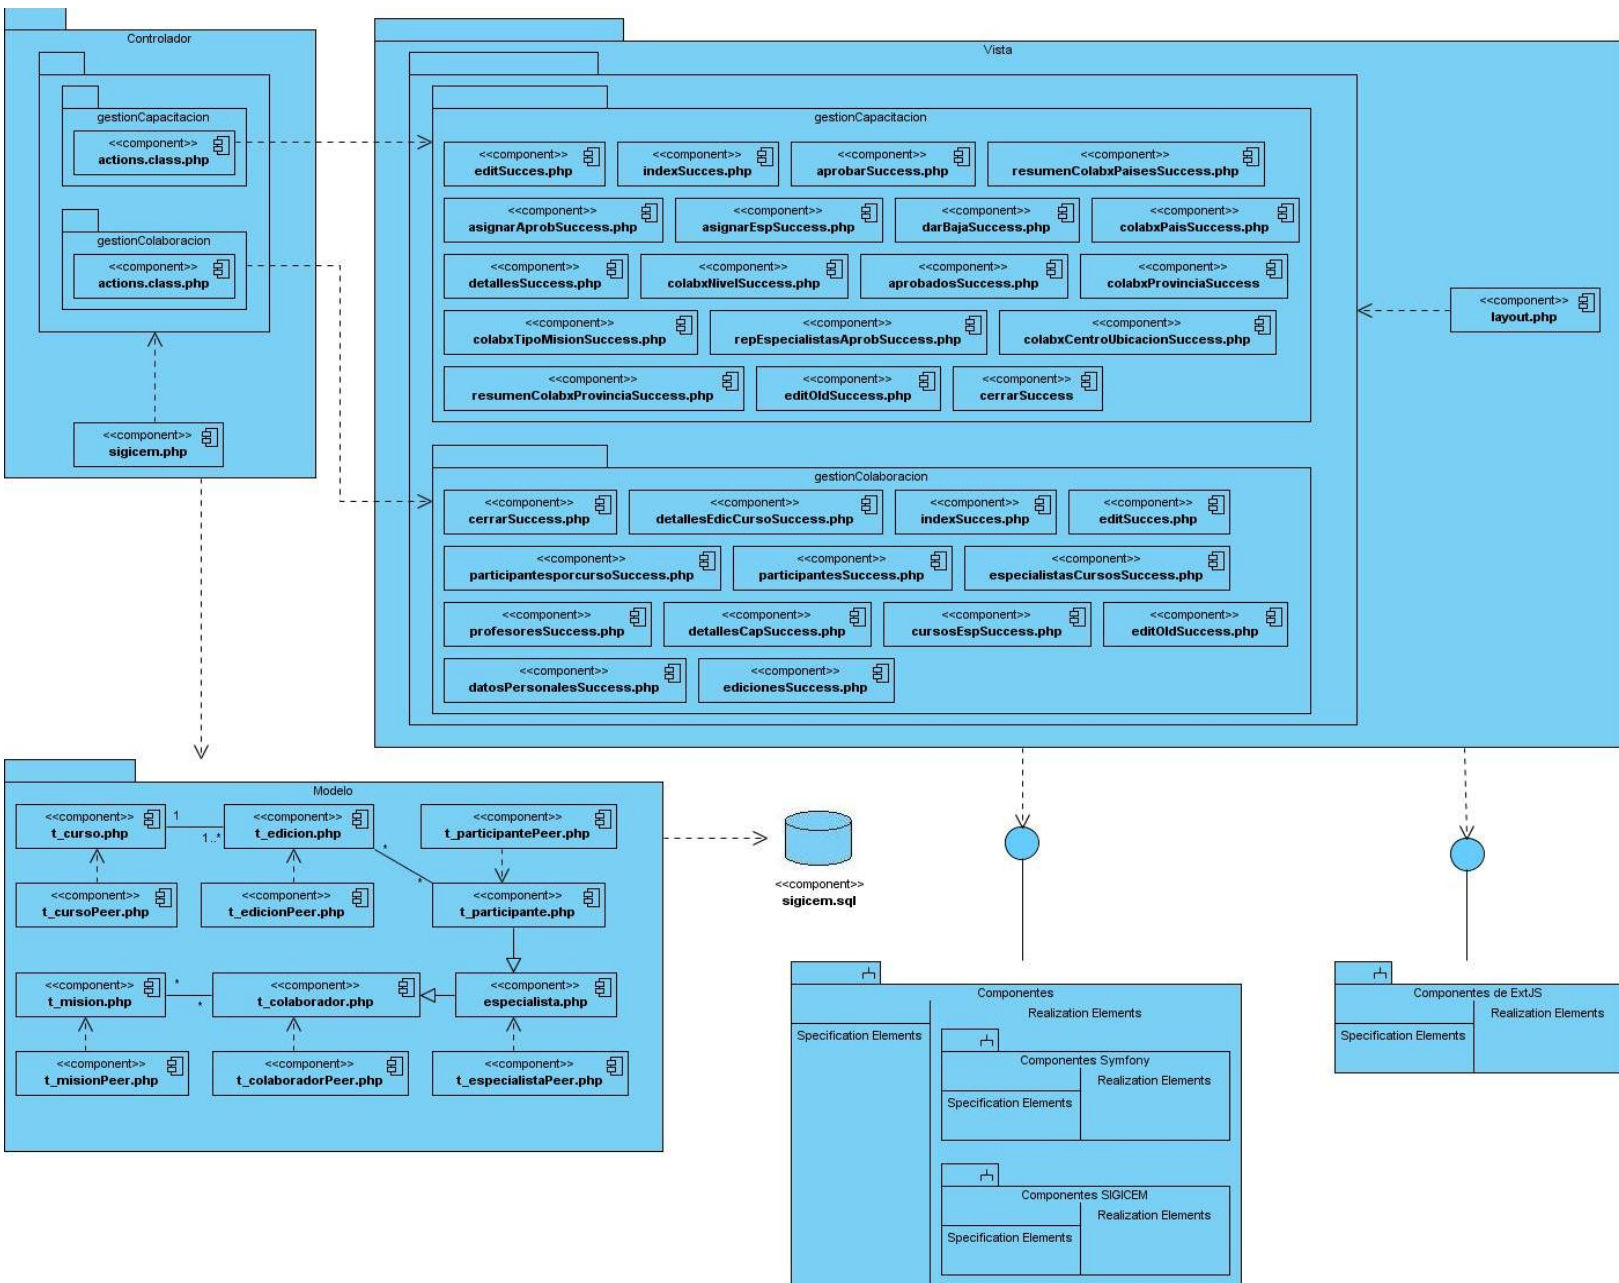 Controlador
gestionCapacitacion
<<component>>
actions.class.php
gestionColaboracion
<<component>>
actions.class.php
<<component>>
sigicem.php
Vista
gestionCapacitacion
<<component>>
editSucces.php
<<component>>
indexSucces.php
<<component>>
aprobarSuccess.php
<<component>>
resumenColabxPaisesSuccess.php
<<component>>
asignarAprobSuccess.php
<<component>>
asignarEspSuccess.php
<<component>>
darBajaSuccess.php
<<component>>
colabxPaisSuccess.php
<<component>>
detallesSuccess.php
<<component>>
colabxNivelSuccess.php
<<component>>
aprobadosSuccess.php
<<component>>
colabxProvinciaSuccess
<<component>>
colabxTipoMisionSuccess.php
<<component>>
repEspecialistasAprobSuccess.php
<<component>>
colabxCentroUbicacionSuccess.php
<<component>>
resumenColabxProvinciaSuccess.php
<<component>>
editOldSuccess.php
<<component>>
cerrarSuccess
gestionColaboracion
<<component>>
cerrarSuccess.php
<<component>>
detallesEdicCursoSuccess.php
<<component>>
indexSucces.php
<<component>>
editSucces.php
<<component>>
participantesporcursoSuccess.php
<<component>>
participantesSuccess.php
<<component>>
especialistasCursosSuccess.php
<<component>>
profesoresSuccess.php
<<component>>
detallesCapSuccess.php
<<component>>
cursosEspSuccess.php
<<component>>
editOldSuccess.php
<<component>>
datosPersonalesSuccess.php
<<component>>
edicionesSuccess.php
<<component>>
layout.php
Modelo
<<component>>
t_curso.php
1
1..*
<<component>>
t_edicion.php
*
*
<<component>>
t_participantePeer.php
<<component>>
t_cursoPeer.php
<<component>>
t_edicionPeer.php
<<component>>
t_participante.php
<<component>>
t_mision.php
*
*
<<component>>
t_colaborador.php
<<component>>
especialista.php
<<component>>
t_misionPeer.php
<<component>>
t_colaboradorPeer.php
<<component>>
t_especialistaPeer.php
<<component>>
sigicem.sql
Componentes
Specification Elements
Realization Elements
Componentes Symfony
Specification Elements
Realization Elements
Componentes SIGICEM
Specification Elements
Realization Elements
Componentes de ExtJS
Specification Elements
Realization Elements